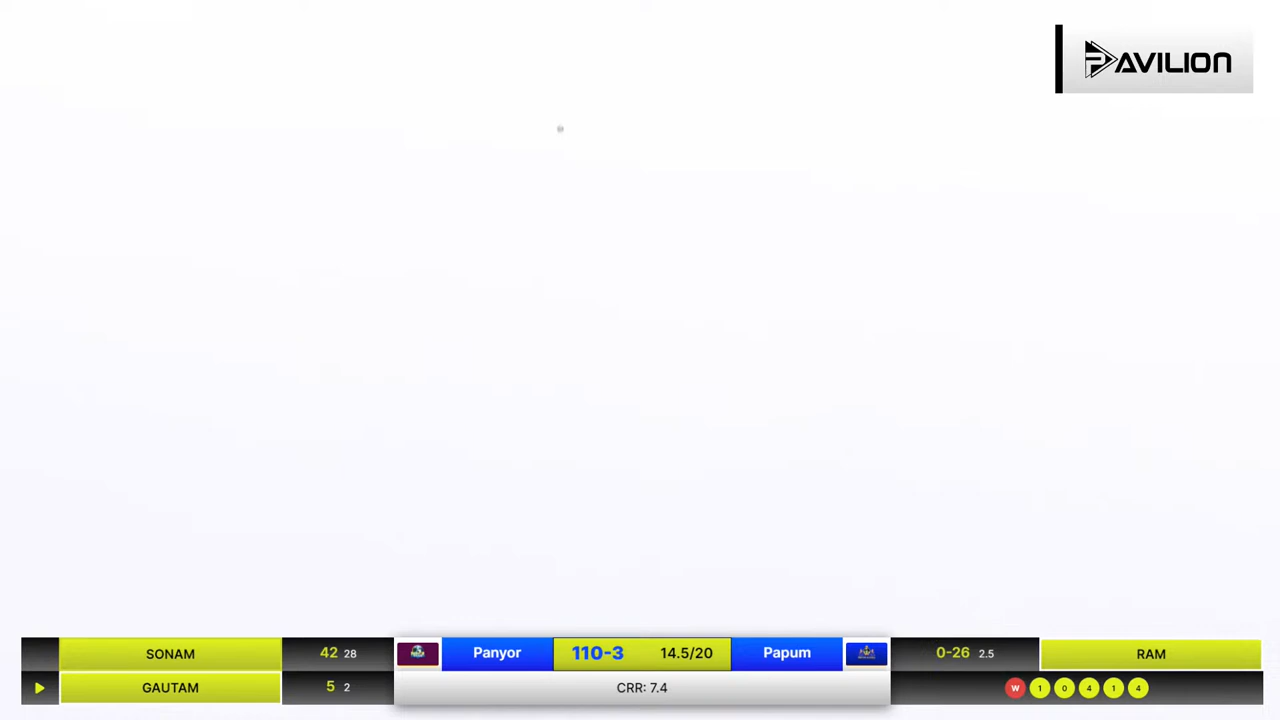 PAVILION
SONAM 42 28 Panyor 110-3 14.5/20 Papum 0-26 2.5 RAM
GAUTAM 5 2 CRR: 7.4 W 1 0 4 1 4